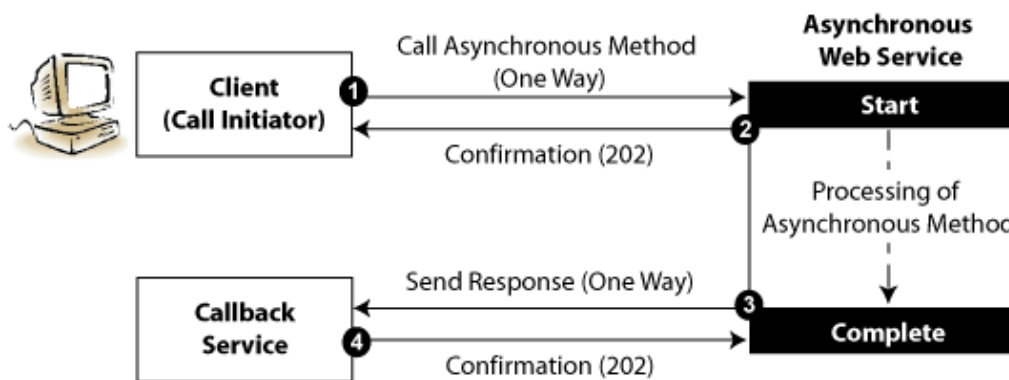 Asynchronous
Web Service
Call Asynchronous Method
(One Way)
Client
(Call Initiator)
1
Start
2
Confirmation (202)
Processing of
Asynchronous Method
Send Response (One Way)
3
Callback
Service
4
Complete
Confirmation (202)